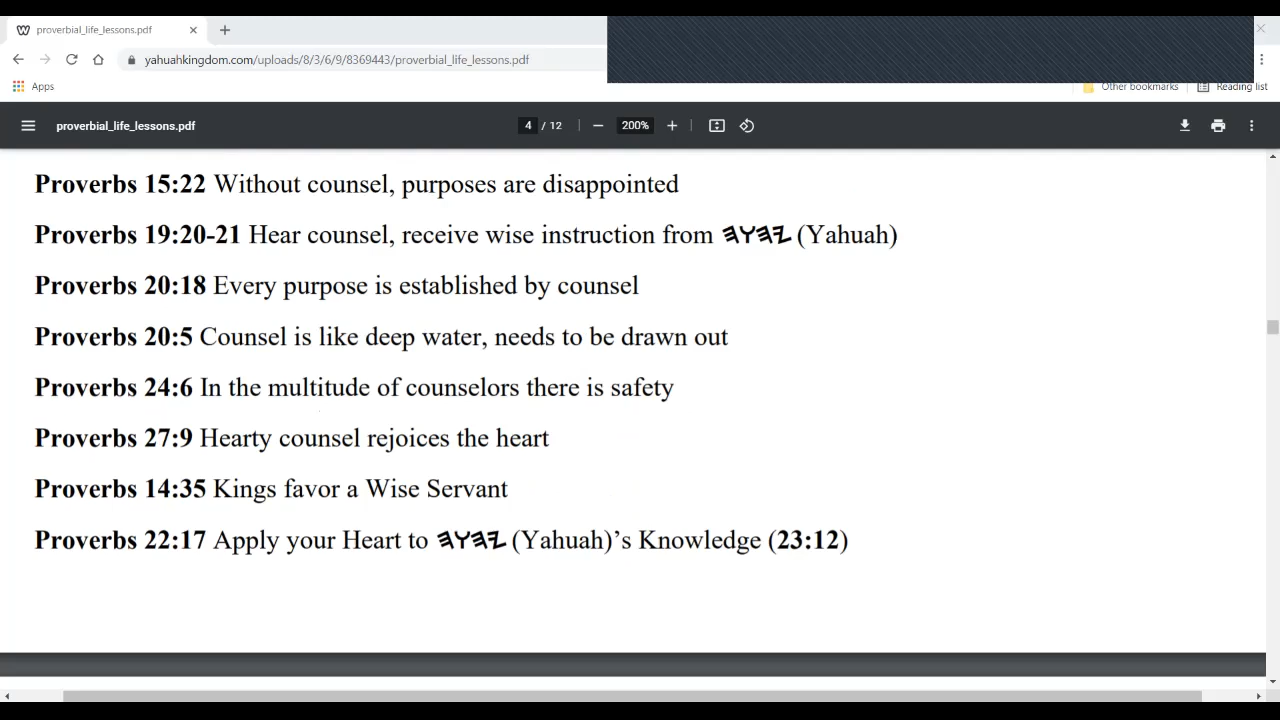 proverbial_life_lessons.pdf
yahuahkingdom.com/uploads/8/3/6/9/8369443/proverbial_life_lessons.pdf
Apps
Other bookmarks
Reading list
proverbial_life_lessons.pdf
4 / 12
200%
Proverbs 15:22 Without counsel, purposes are disappointed
Proverbs 19:20-21 Hear counsel, receive wise instruction from 𐤉𐤄𐤅𐤄 (Yahuah)
Proverbs 20:18 Every purpose is established by counsel
Proverbs 20:5 Counsel is like deep water, needs to be drawn out
Proverbs 24:6 In the multitude of counselors there is safety
Proverbs 27:9 Hearty counsel rejoices the heart
Proverbs 14:35 Kings favor a Wise Servant
Proverbs 22:17 Apply your Heart to 𐤉𐤄𐤅𐤄 (Yahuah)’s Knowledge (23:12)